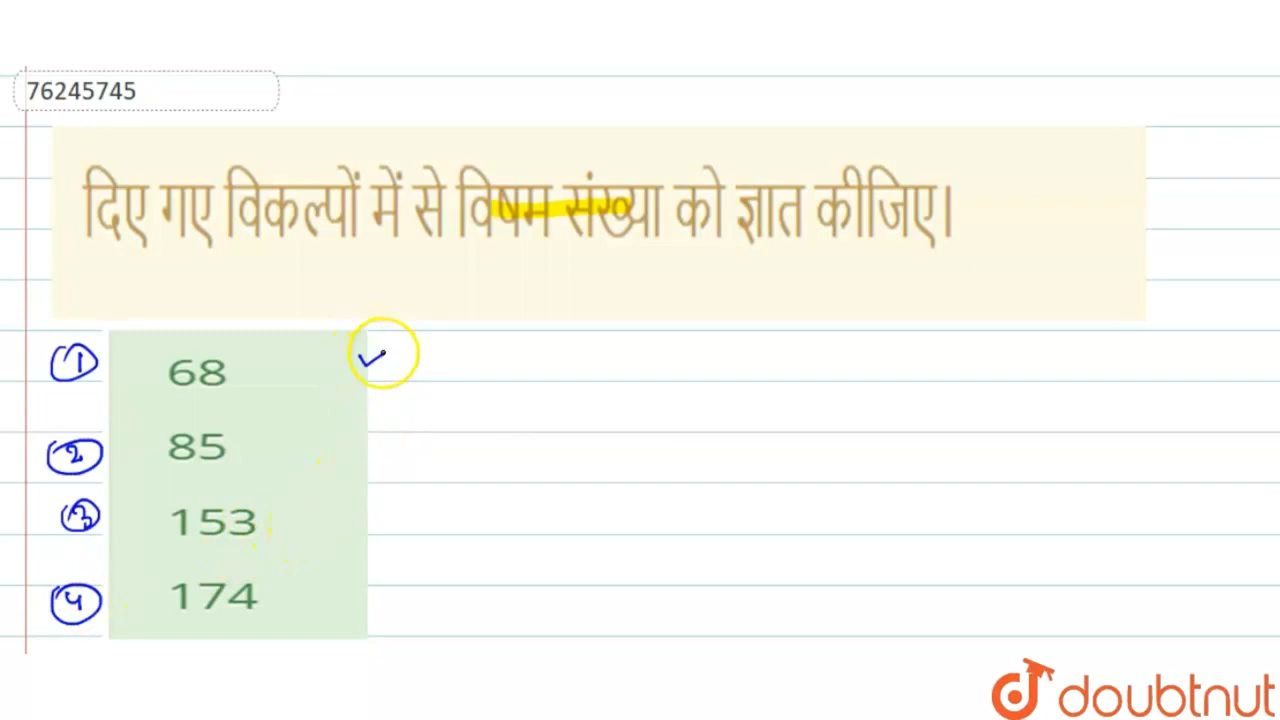 76245745
दिए गए विकल्पों में से विषम संख्या को ज्ञात कीजिए।
1 68
2 85
3 153
4 174
doubtnut